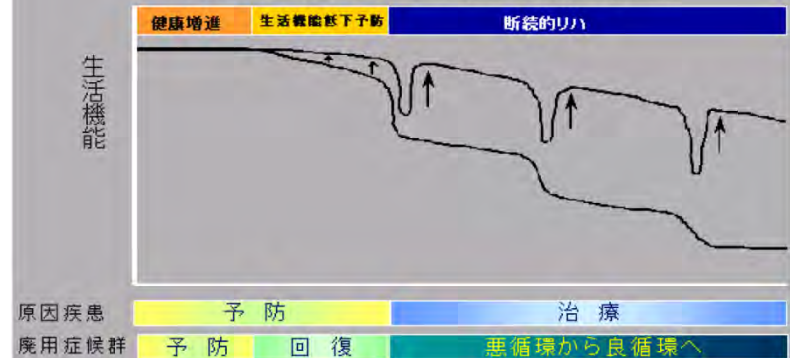 健康増進 生活機能低下予防 断続的リハ
生活機能
原因疾患 予防 治療
廃用症候群 予防 回復 悪循環から良循環へ